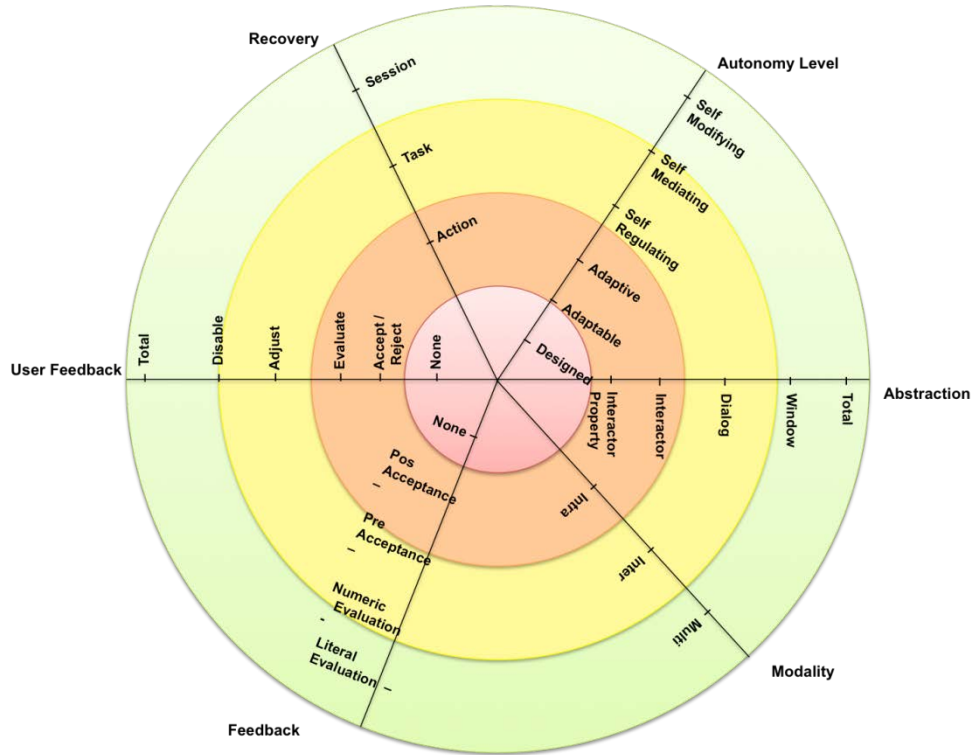 Recovery
Session
Task
Action
Autonomy Level
Self
Modifying
Self
Mediating
Self
Regulating
Adaptive
Adaptable
Designed
User Feedback
Total
Disable
Adjust
Evaluate
Accept /
Reject
None
Abstraction
Interactor
Property
Interactor
Dialog
Window
Total
None
Pos
Acceptance
Pre
Acceptance
Numeric
Evaluation
Literal
Evaluation
Feedback
Intra
Inter
Multi
Modality